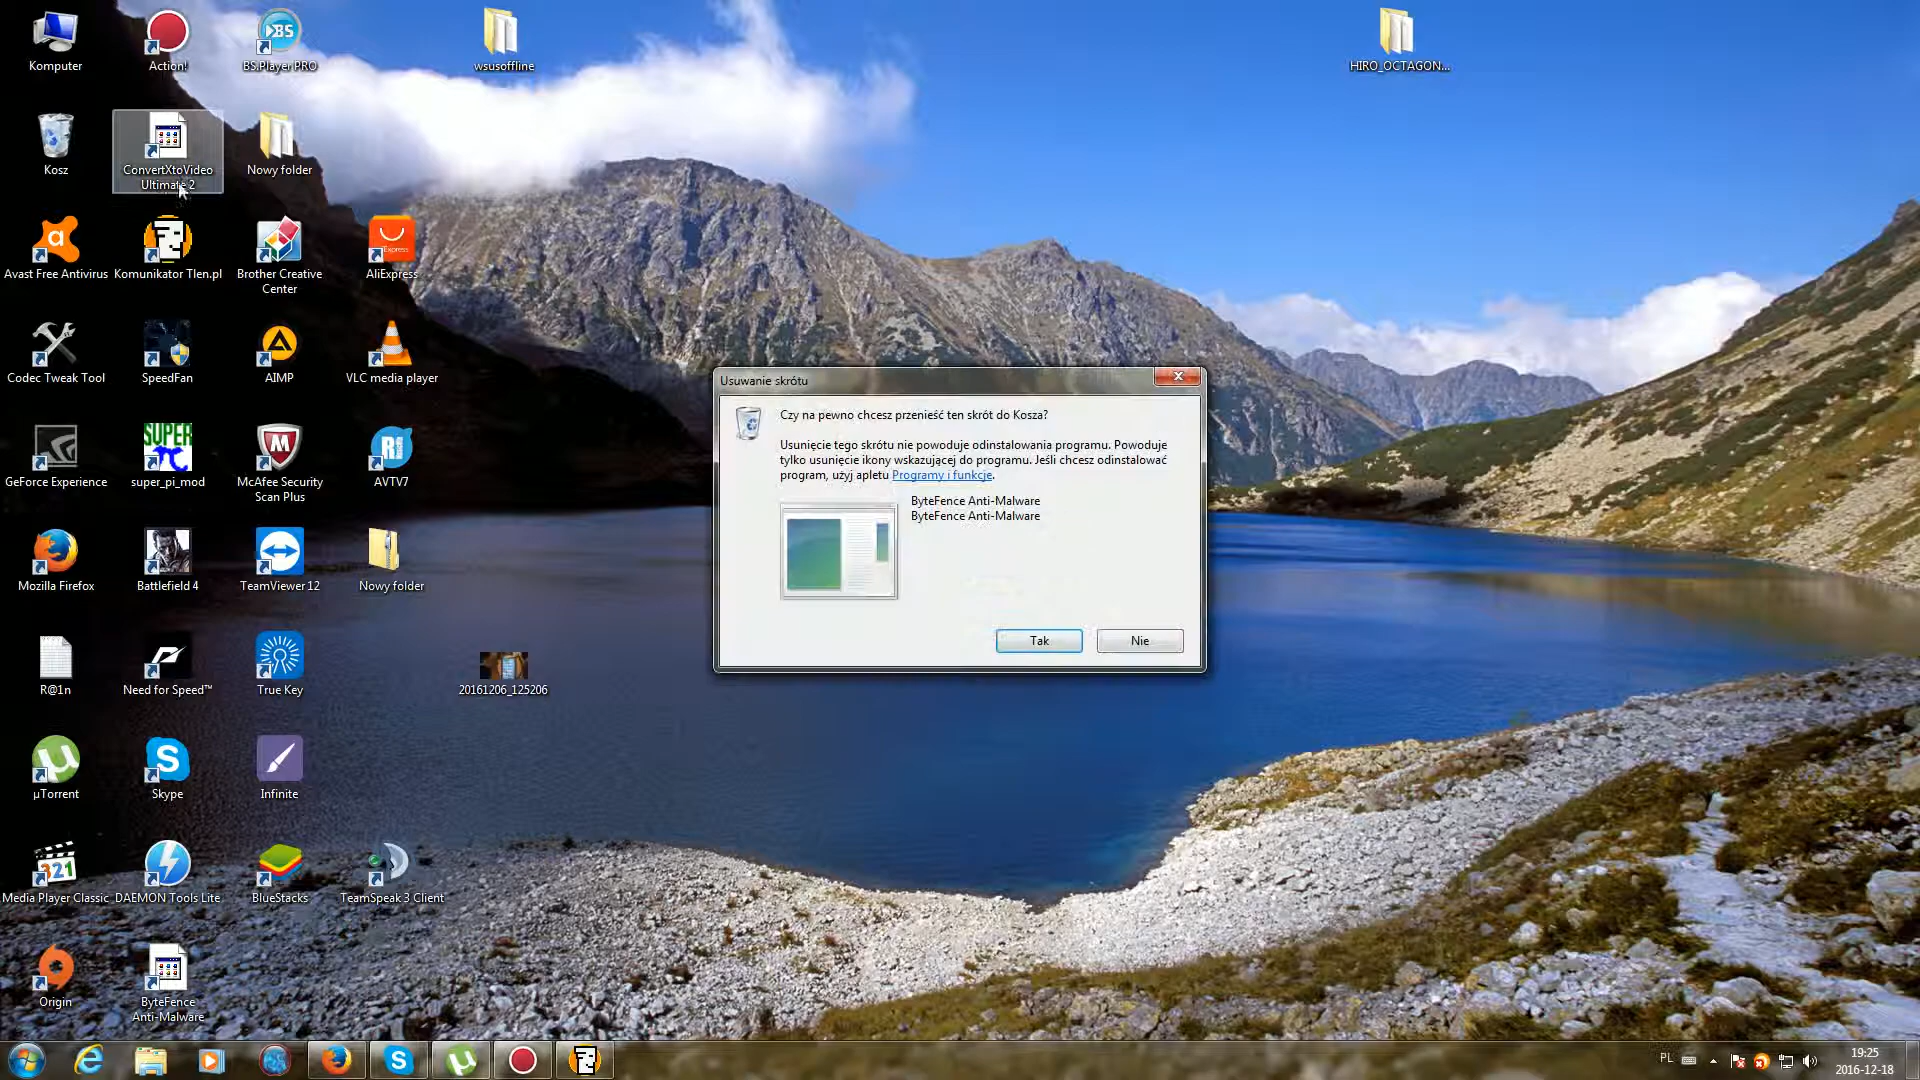 Komputer
Action!
BS.Player PRO
wsusoffline
HIRO_OCTAGON...
Kosz
ConvertXtoVideo
Ultimate 2
Nowy folder
Avast Free Antivirus
Komunikator Tlen.pl
Brother Creative
Center
AliExpress
Codec Tweak Tool
SpeedFan
AIMP
VLC media player
GeForce Experience
super_pi_mod
McAfee Security
Scan Plus
AVTV7
Mozilla Firefox
Battlefield 4
TeamViewer 12
Nowy folder
R@1n
Need for Speed™
True Key
20161206_125206
µTorrent
Skype
Infinite
Media Player Classic
DAEMON Tools Lite
BlueStacks
TeamSpeak 3 Client
Origin
ByteFence
Anti-Malware
Usuwanie skrótu
Czy na pewno chcesz przenieść ten skrót do Kosza?
Usunięcie tego skrótu nie powoduje odinstalowania programu. Powoduje
tylko usunięcie ikony wskazującej do programu. Jeśli chcesz odinstalować
program, użyj apletu Programy i funkcje.
ByteFence Anti-Malware
ByteFence Anti-Malware
Tak
Nie
PL
19:25
2016-12-18